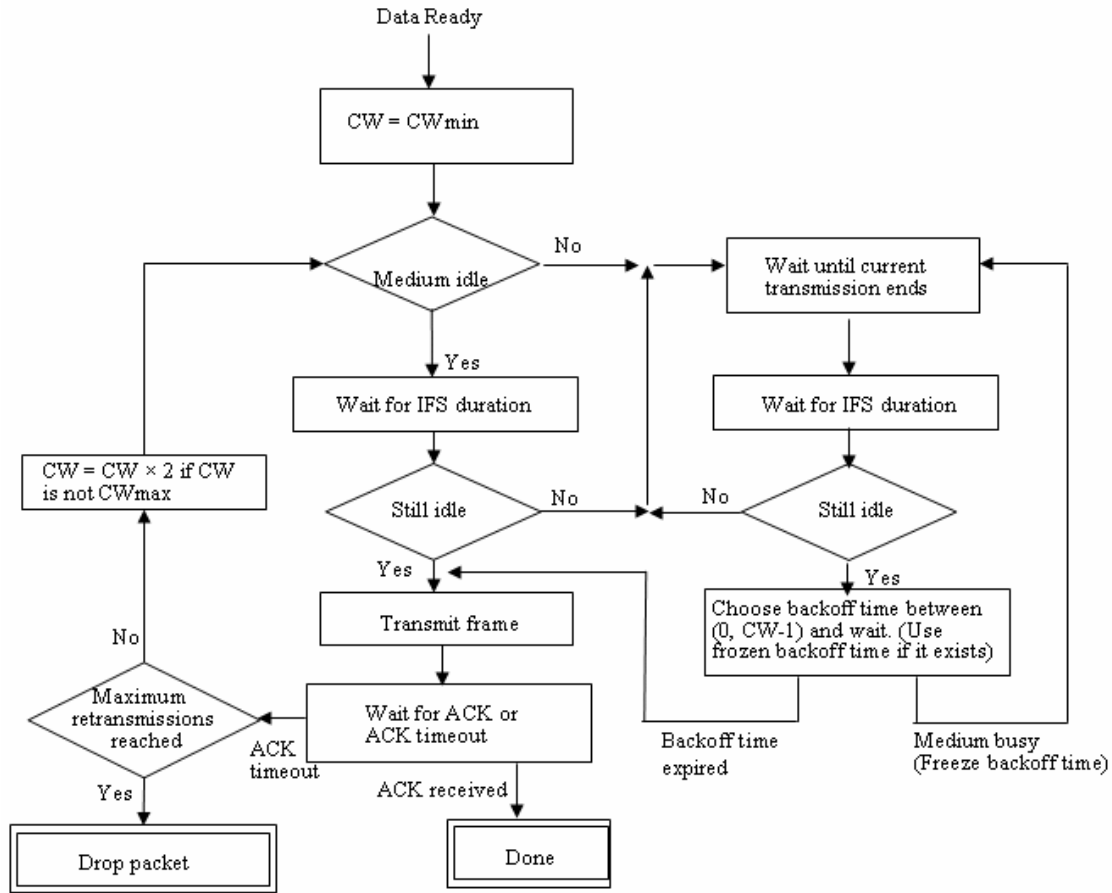 Data Ready
CW = CWmin
Medium idle
No
Wait until current
transmission ends
Yes
Wait for IFS duration
Wait for IFS duration
CW = CW × 2 if CW
is not CWmax
Still idle
No
No
Still idle
Yes
Yes
Choose backoff time between
(0, CW-1) and wait. (Use
frozen backoff time if it exists)
Transmit frame
No
Maximum
retransmissions
reached
Wait for ACK or
ACK timeout
ACK
timeout
Backoff time
expired
Medium busy
(Freeze backoff time)
Yes
ACK received
Drop packet
Done